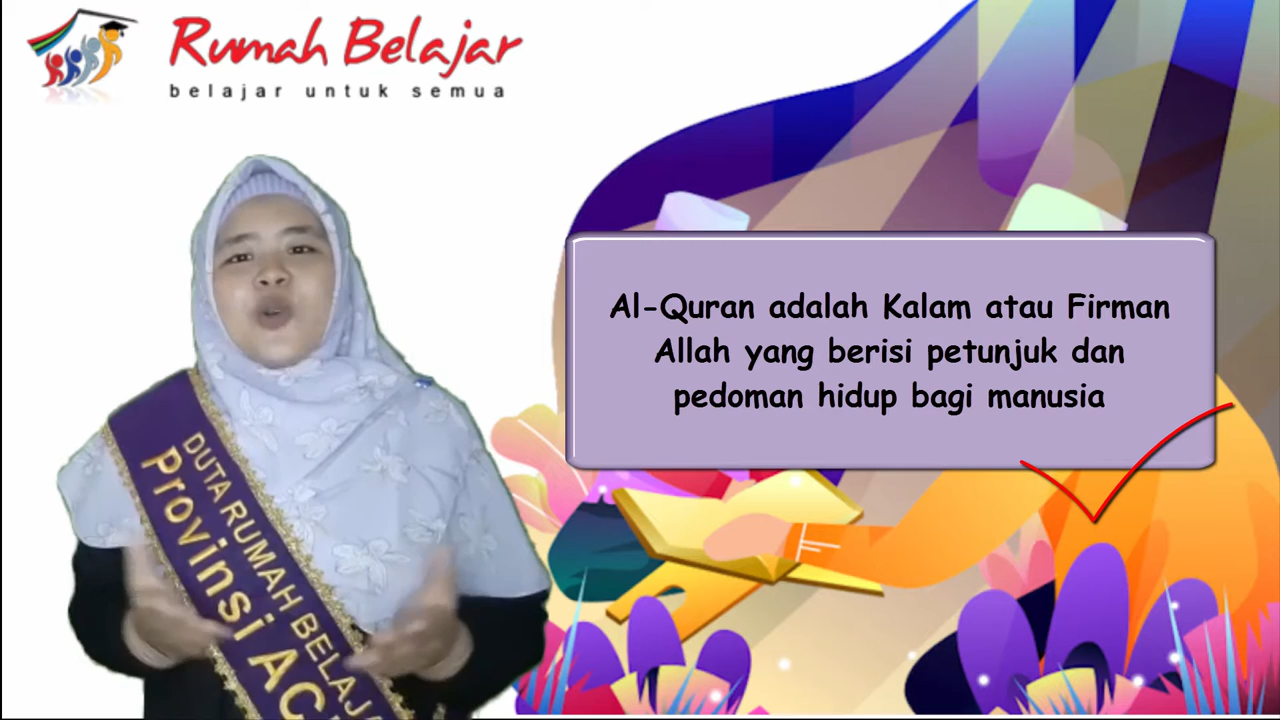 Rumah Belajar
belajar untuk semua
Al-Quran adalah Kalam atau Firman
Allah yang berisi petunjuk dan
pedoman hidup bagi manusia
DUTA RUMAH BELAJA
Provinsi AC